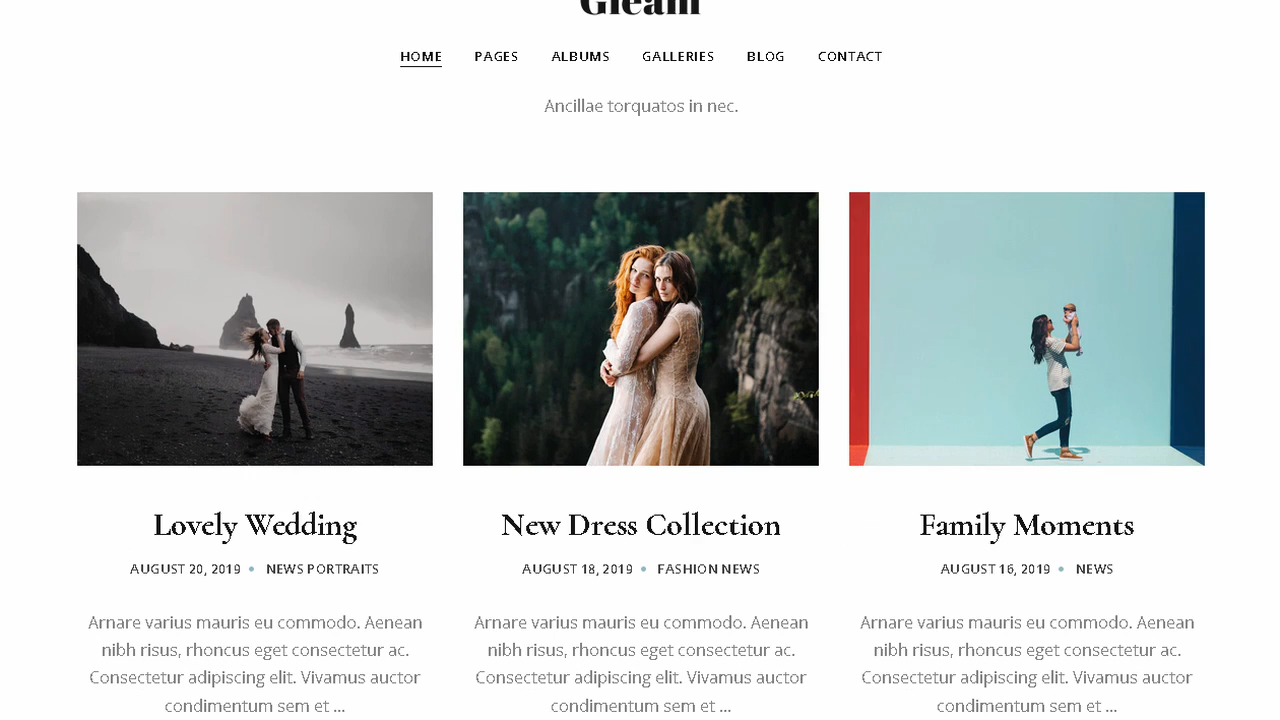 Gleam
HOME PAGES ALBUMS GALLERIES BLOG CONTACT
Ancillae torquatos in nec.
Lovely Wedding
AUGUST 20, 2019 • NEWS PORTRAITS
Arnare varius mauris eu commodo. Aenean
nibh risus, rhoncus eget consectetur ac.
Consectetur adipiscing elit. Vivamus auctor
condimentum sem et ...
New Dress Collection
AUGUST 18, 2019 • FASHION NEWS
Arnare varius mauris eu commodo. Aenean
nibh risus, rhoncus eget consectetur ac.
Consectetur adipiscing elit. Vivamus auctor
condimentum sem et ...
Family Moments
AUGUST 16, 2019 • NEWS
Arnare varius mauris eu commodo. Aenean
nibh risus, rhoncus eget consectetur ac.
Consectetur adipiscing elit. Vivamus auctor
condimentum sem et ...